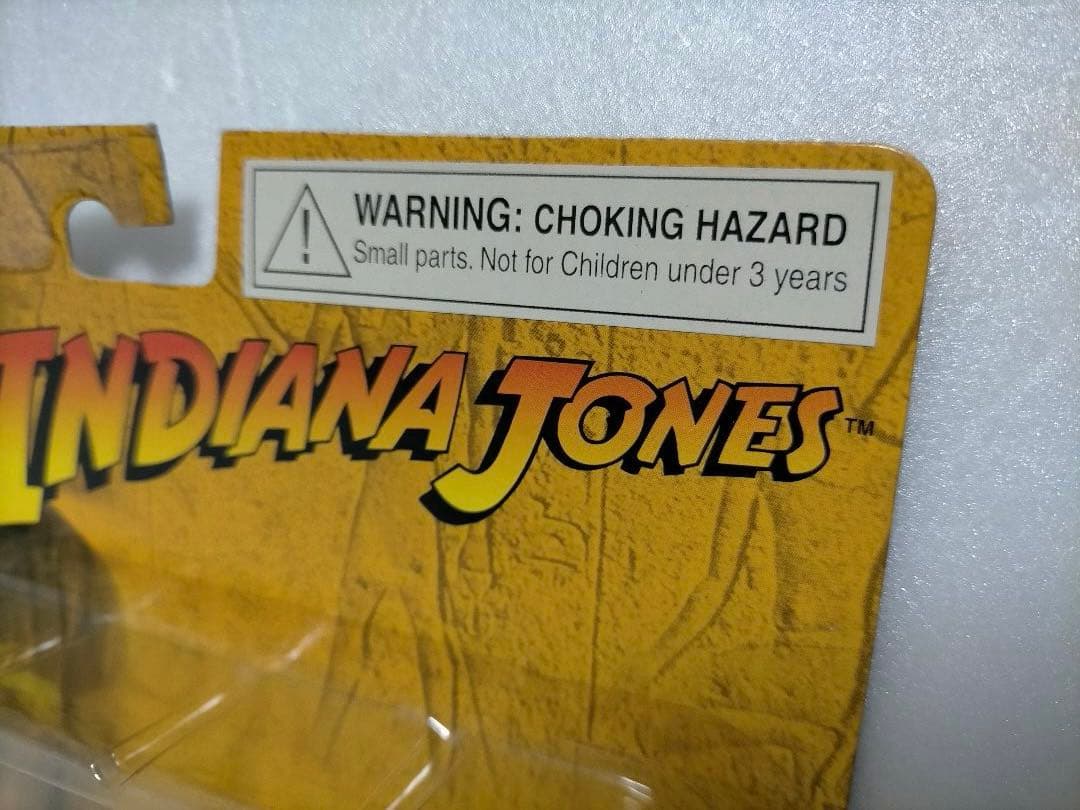 WARNING: CHOKING HAZARD
Small parts. Not for Children under 3 years
INDIANA JONES™